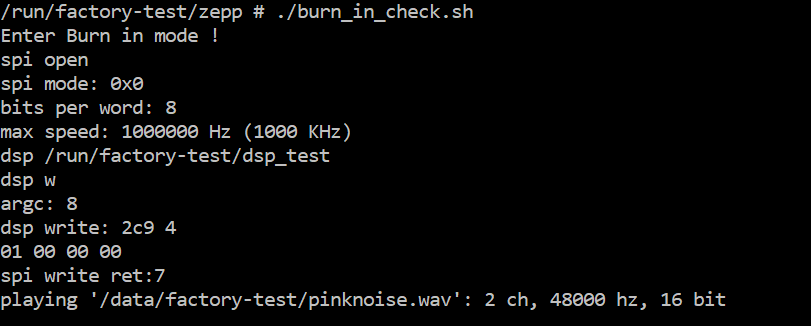 /run/factory-test/zepp # ./burn_in_check.sh
Enter Burn in mode !
spi open
spi mode: 0x0
bits per word: 8
max speed: 1000000 Hz (1000 KHz)
dsp /run/factory-test/dsp_test
dsp w
argc: 8
dsp write: 2c9 4
01 00 00 00
spi write ret:7
playing '/data/factory-test/pinknoise.wav': 2 ch, 48000 hz, 16 bit